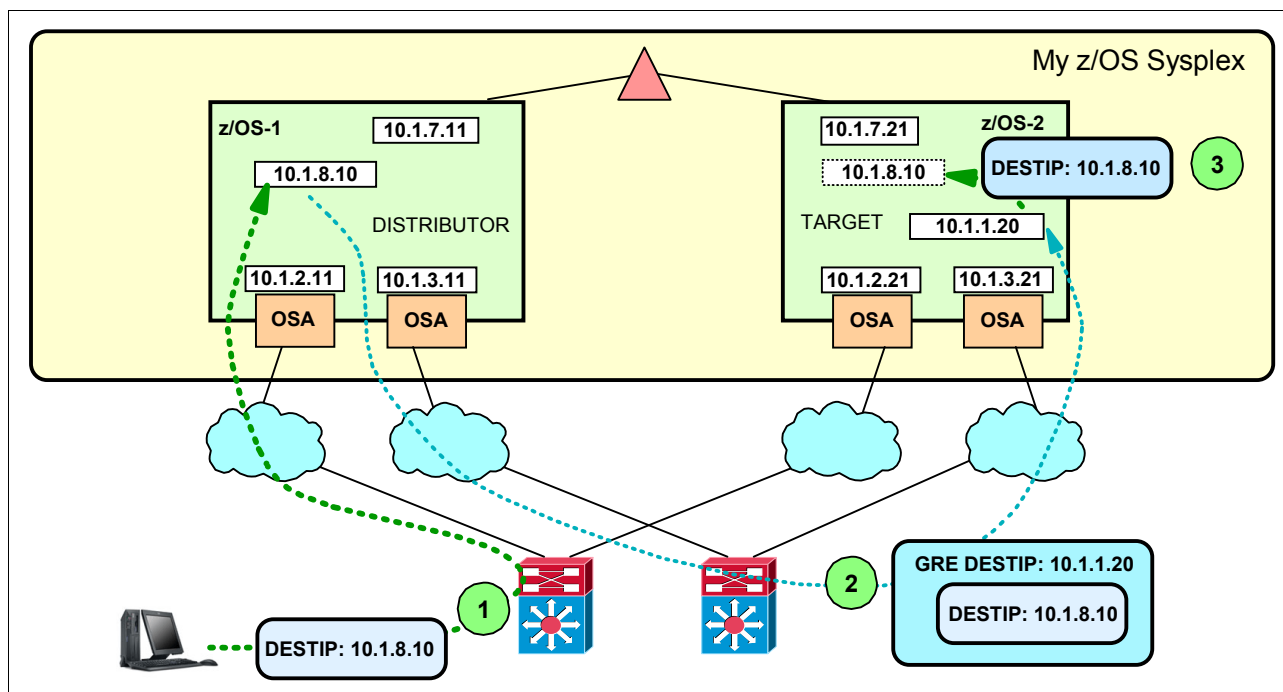 My z/OS Sysplex
z/OS-1
10.1.7.11
10.1.8.10
DISTRIBUTOR
10.1.2.11
10.1.3.11
OSA
OSA
10.1.7.21
z/OS-2
10.1.8.10
DESTIP: 10.1.8.10
3
TARGET
10.1.1.20
10.1.2.21
10.1.3.21
OSA
OSA
1
DESTIP: 10.1.8.10
2
GRE DESTIP: 10.1.1.20
DESTIP: 10.1.8.10